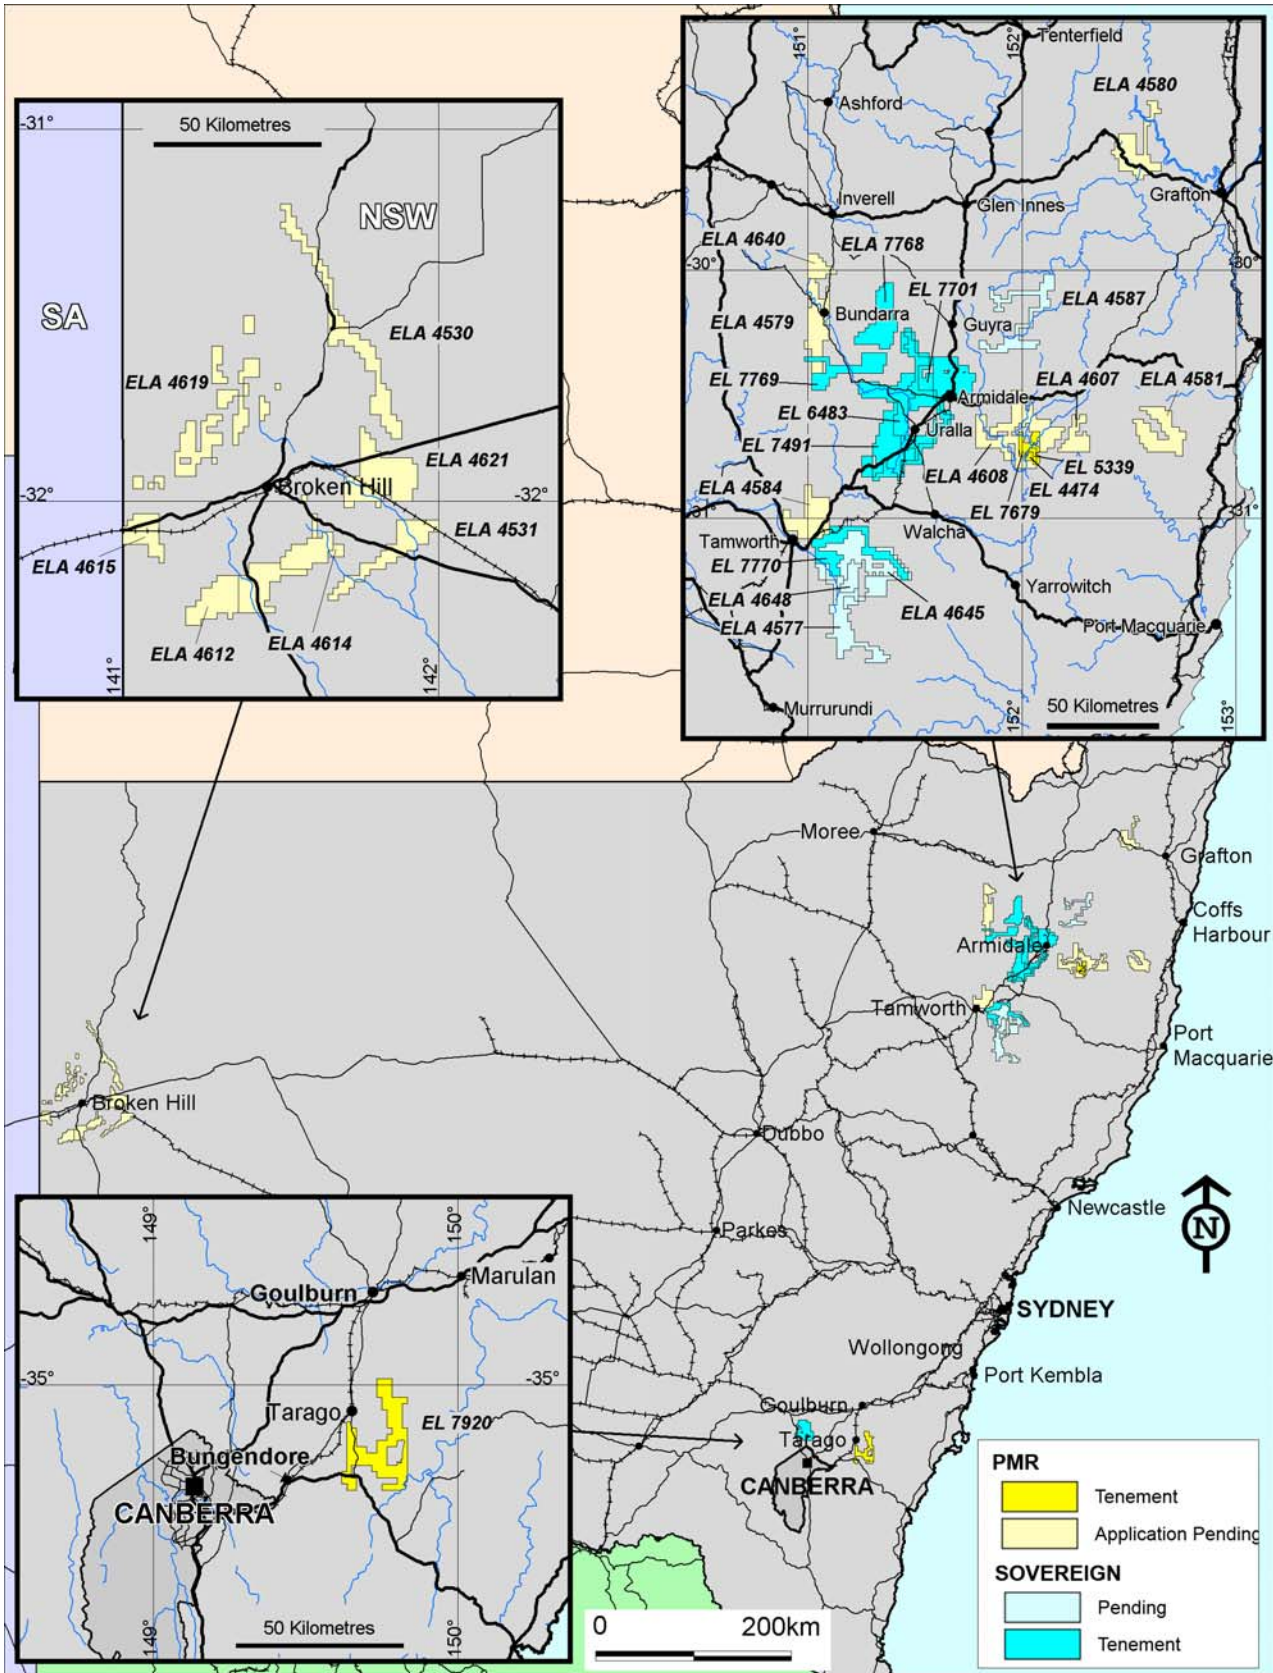 -31°
50 Kilometres
NSW
SA
ELA 4530
ELA 4619
ELA 4621
Broken Hill
-32°
-32°
ELA 4531
ELA 4615
ELA 4614
ELA 4612
141°
142°
151°
152°
153°
Tenterfield
ELA 4580
Ashford
Inverell
Glen Innes
Grafton
ELA 4640
ELA 7768
-30°
-30°
EL 7701
ELA 4587
Bundarra
ELA 4579
Guyra
EL 7769
ELA 4607
ELA 4581
Armidale
EL 6483
Uralla
EL 7491
EL 5339
ELA 4608
ELA 4584
EL 4474
EL 7679
-31°
-31°
Walcha
Tamworth
EL 7770
Yarrowitch
ELA 4648
ELA 4645
ELA 4577
Port Macquarie
Murrurundi
152°
153°
50 Kilometres
Moree
Grafton
Coffs
Harbour
Armidale
Tamworth
Port
Macquarie
Broken Hill
Dubbo
Newcastle
Parkes
N
SYDNEY
Wollongong
Port Kembla
Goulburn
Tarago
CANBERRA
149°
150°
Marulan
Goulburn
-35°
-35°
Tarago
EL 7920
Bungendore
CANBERRA
149°
150°
50 Kilometres
0 200km
PMR
Tenement
Application Pending
SOVEREIGN
Pending
Tenement